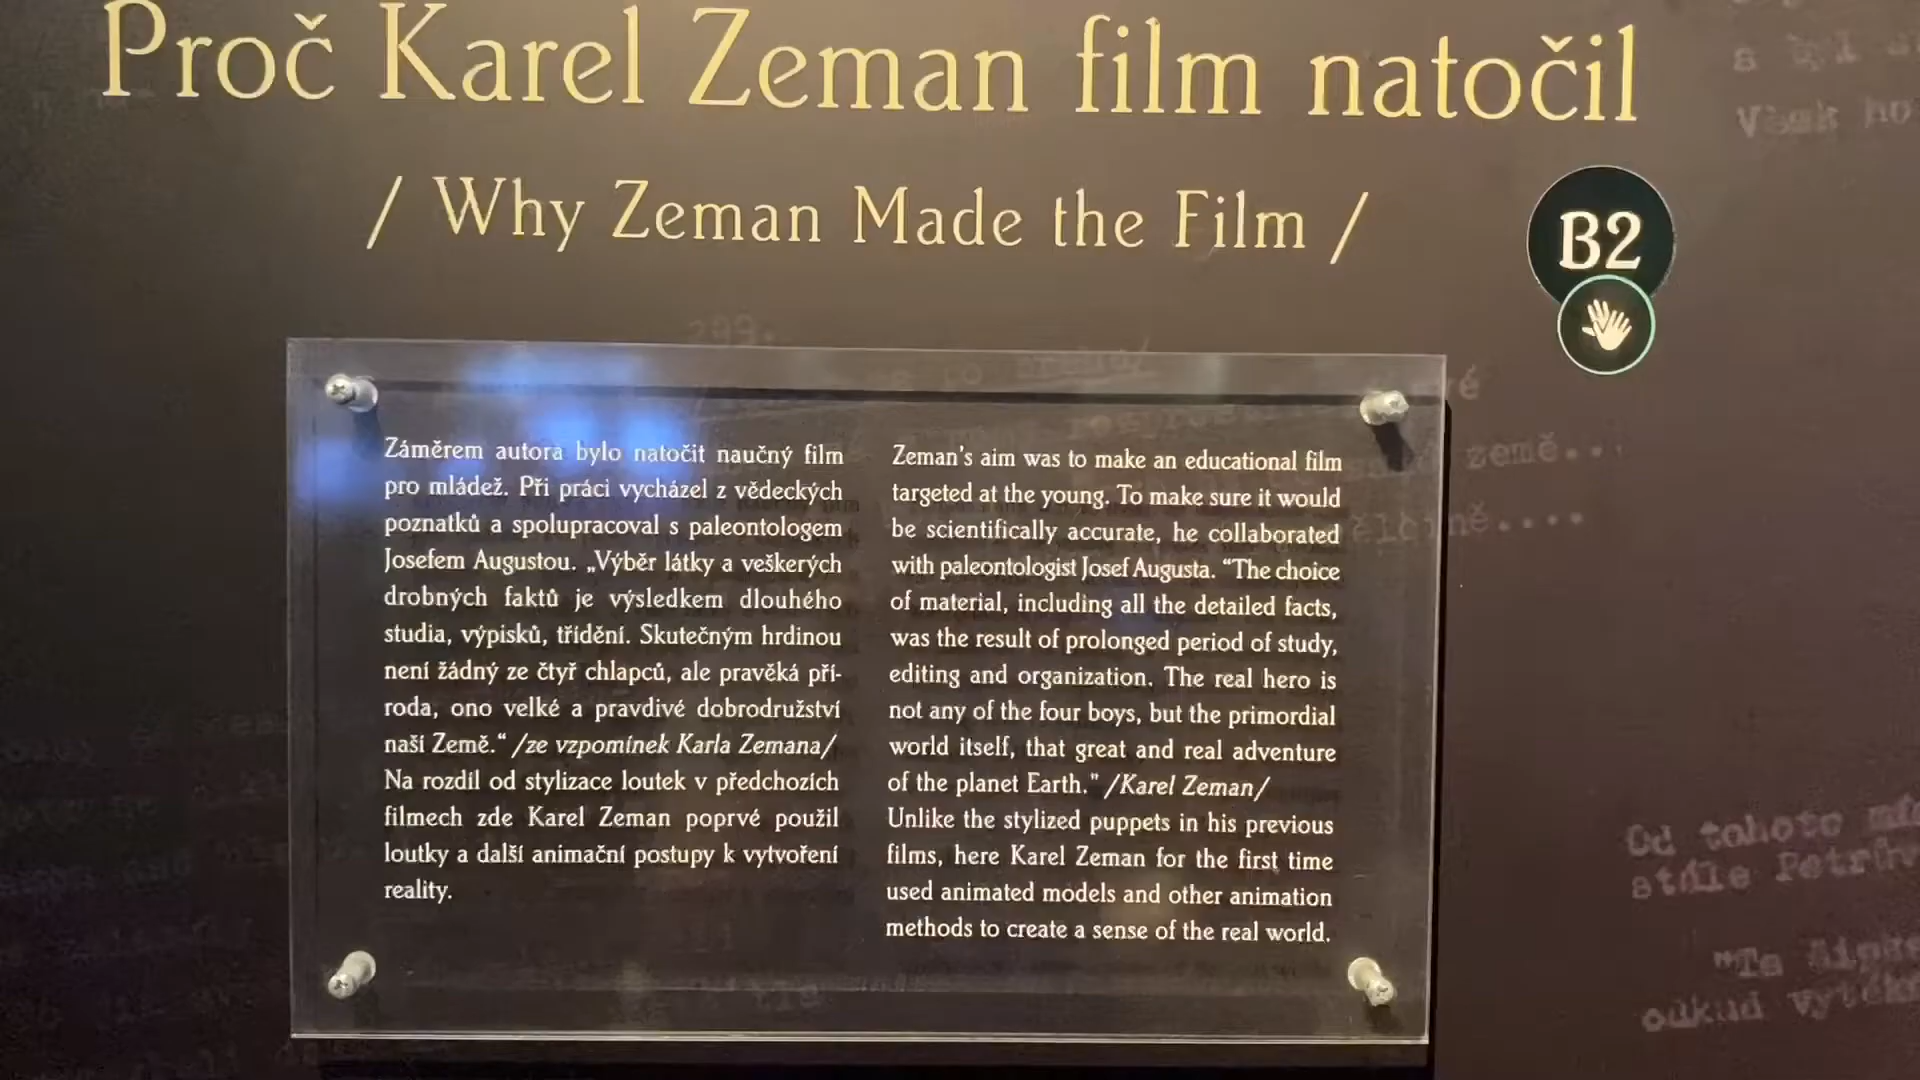 Proč Karel Zeman film natočil
/ Why Zeman Made the Film /
B2
Záměrem autora bylo natočit naučný film
pro mládež. Při práci vycházel z vědeckých
poznatků a spolupracoval s paleontologem
Josefem Augustou. „Výběr látky a veškerých
drobných faktů je výsledkem dlouhého
studia, výpisků, třídění. Skutečným hrdinou
není žádný ze čtyř chlapců, ale pravěká pří-
roda, ono velké a pravdivé dobrodružství
naší Země.“ /ze vzpomínek Karla Zemana/
Na rozdíl od stylizace loutek v předchozích
filmech zde Karel Zeman poprvé použil
loutky a další animační postupy k vytvoření
reality.
Zeman's aim was to make an educational film
targeted at the young. To make sure it would
be scientifically accurate, he collaborated
with paleontologist Josef Augusta. “The choice
of material, including all the detailed facts,
was the result of prolonged period of study,
editing and organization. The real hero is
not any of the four boys, but the primordial
world itself, that great and real adventure
of the planet Earth." /Karel Zeman/
Unlike the stylized puppets in his previous
films, here Karel Zeman for the first time
used animated models and other animation
methods to create a sense of the real world.
299.
země...
Od tohoto
stále